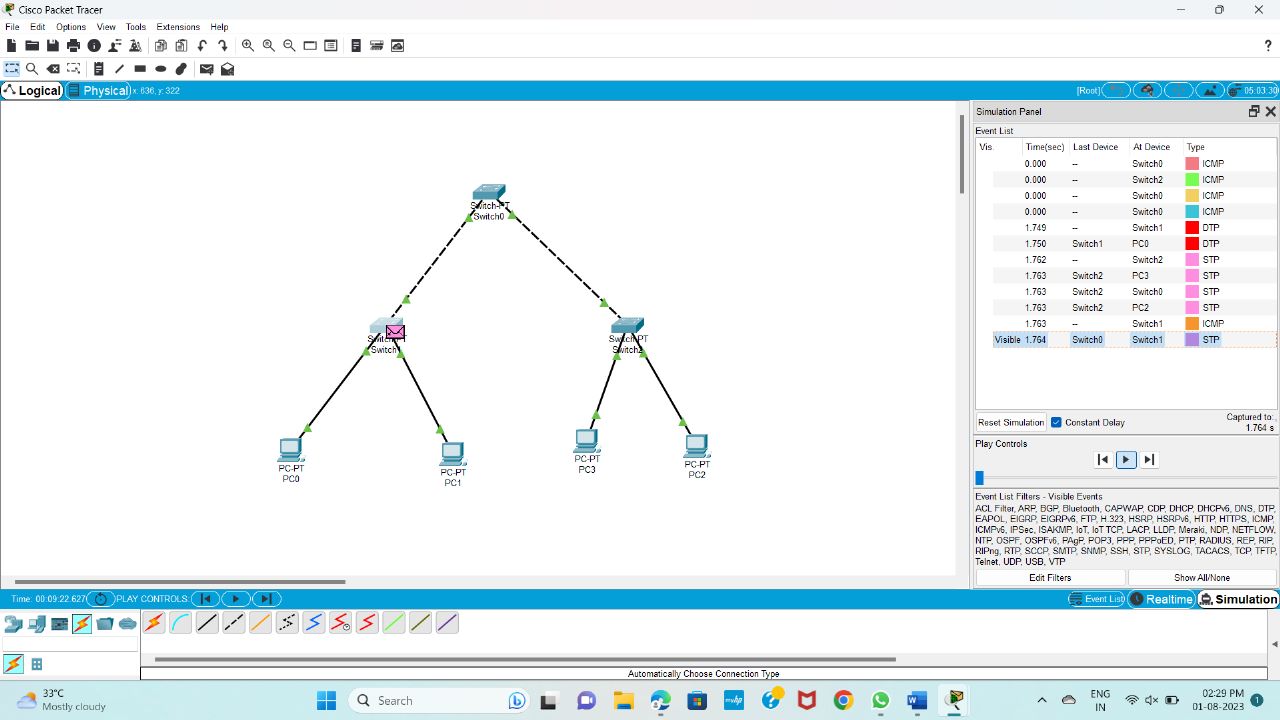 Cisco Packet Tracer
File Edit Options View Tools Extensions Help
Logical Physical x: 636, y: 322 [Root] 05:03:30
Simulation Panel
Event List
Vis. Time(sec) Last Device At Device Type
0.000 -- Switch0 ICMP
0.000 -- Switch2 ICMP
0.000 -- Switch0 ICMP
0.000 -- Switch0 ICMP
1.749 -- Switch1 DTP
1.750 Switch1 PC0 DTP
1.762 -- Switch2 STP
1.763 Switch2 PC3 STP
1.763 Switch2 Switch0 STP
1.763 Switch2 PC2 STP
1.763 -- Switch1 ICMP
Visible 1.764 Switch0 Switch1 STP
Switch-PT
Switch0
Switch-PT
Switch1
Switch-PT
Switch2
PC-PT
PC0
PC-PT
PC1
PC-PT
PC3
PC-PT
PC2
Reset Simulation Constant Delay Captured to:
1.764 s
Play Controls
Event List Filters - Visible Events
ACL Filter, ARP, BGP, Bluetooth, CAPWAP, CDP, DHCP, DHCPv6, DNS, DTP,
EAPOL, EIGRP, EIGRPv6, FTP, H.323, HSRP, HSRPv6, HTTP, HTTPS, ICMP,
ICMPv6, IPSec, ISAKMP, IoT, IoT TCP, LACP, LLDP, Meraki, NDP, NETFLOW,
NTP, OSPF, OSPFv6, PAgP, POP3, PPP, PPPoED, PTP, RADIUS, REP, RIP,
RIPng, RTP, SCCP, SMTP, SNMP, SSH, STP, SYSLOG, TACACS, TCP, TFTP,
Telnet, UDP, USB, VTP
Edit Filters Show All/None
Time: 00:09:22.627 PLAY CONTROLS: Event List Realtime Simulation
Automatically Choose Connection Type
33°C
Mostly cloudy
Search
myhp
ENG
IN
02:29 PM
01-08-2023
1